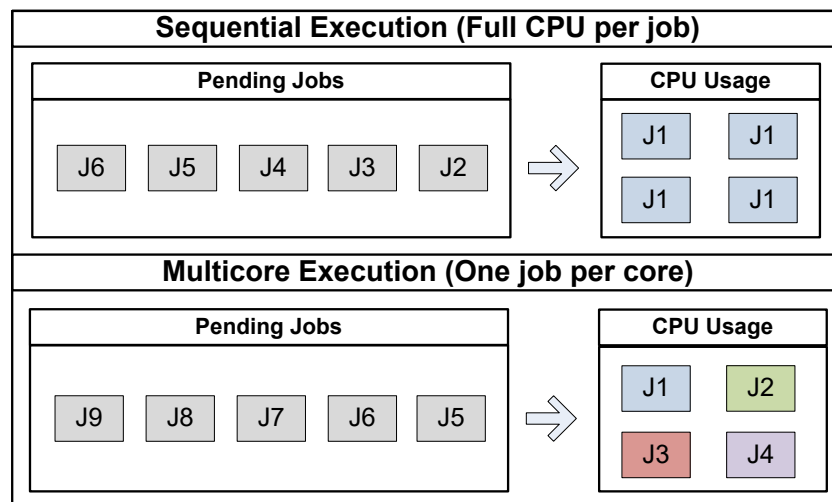 Sequential Execution (Full CPU per job)
Pending Jobs
CPU Usage
J6 J5 J4 J3 J2
J1 J1
J1 J1
Multicore Execution (One job per core)
Pending Jobs
CPU Usage
J9 J8 J7 J6 J5
J1 J2
J3 J4